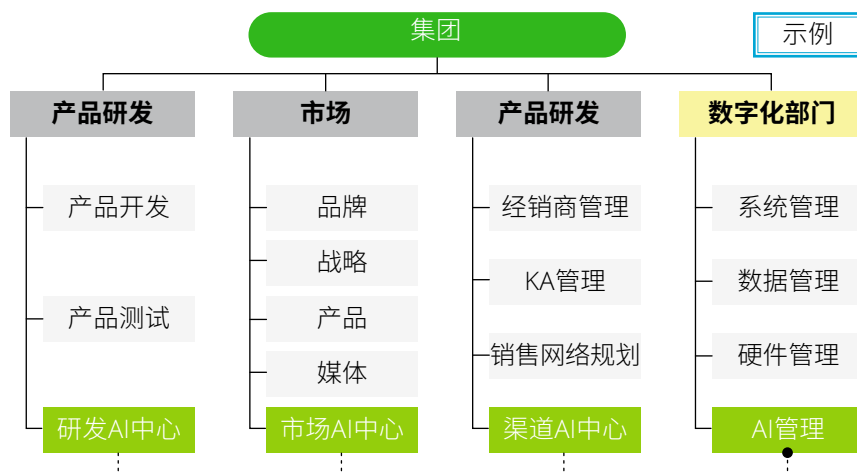 集团
示例
产品研发
市场
产品研发
数字化部门
产品开发
品牌
经销商管理
系统管理
战略
KA管理
数据管理
产品测试
产品
销售网络规划
硬件管理
媒体
研发AI中心
市场AI中心
渠道AI中心
AI管理